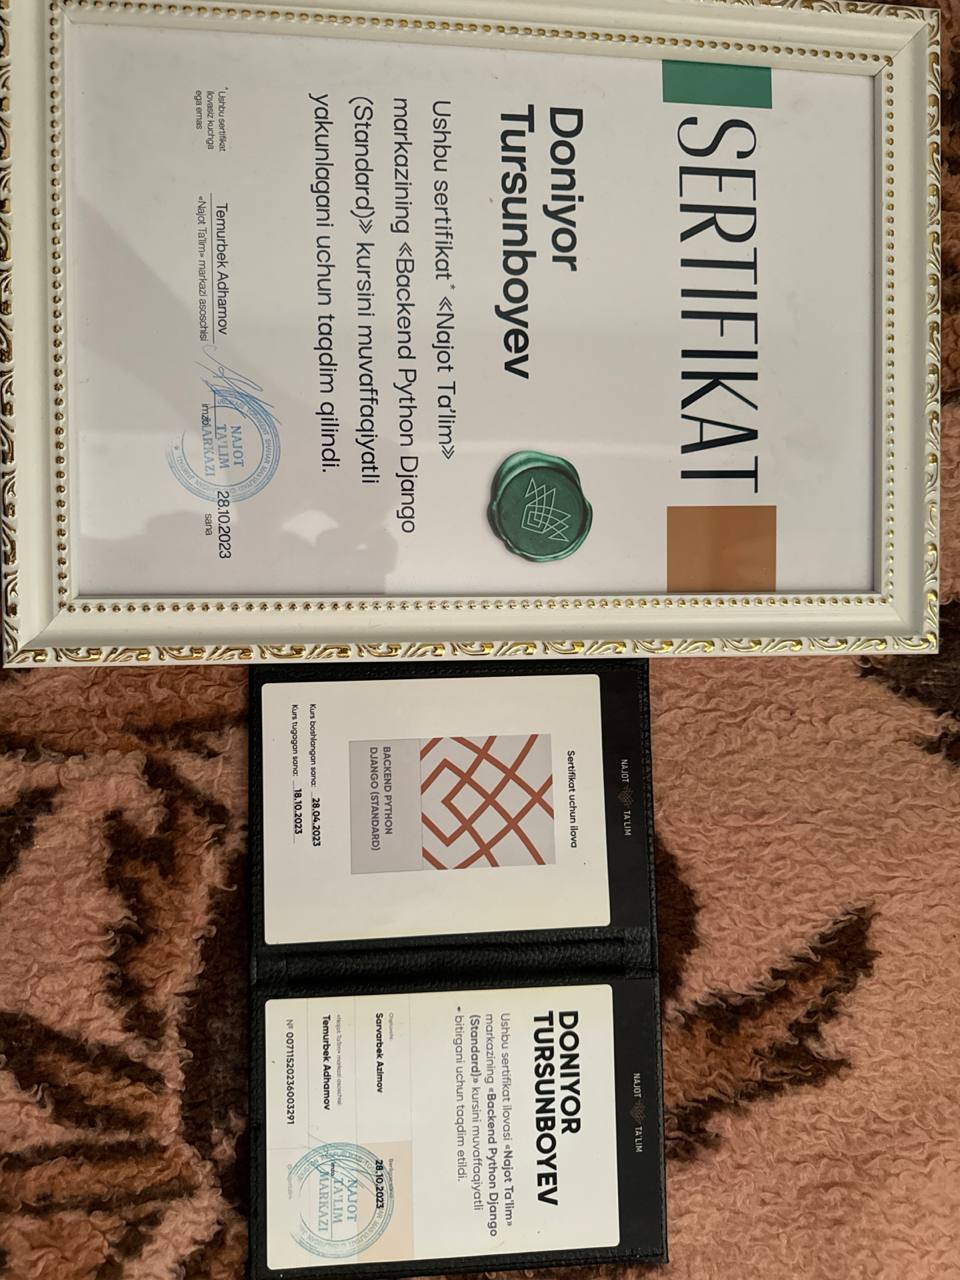 SERTIFIKAT
Doniyor
Tursunboyev
Ushbu sertifikat* «Najot Ta'lim»
markazining «Backend Python Django
(Standard)» kursini muvaffaqiyatli
yakunlagani uchun taqdim qilindi.
* Ushbu sertifikat
ilovasiz kuchga
ega emas
Temurbek Adhamov
«Najot Ta'lim» markazi asoschisi
imzo
28.10.2023
sana
NAJOT
TA'LIM
MARKAZI
NAJOT TA'LIM
Sertifikat uchun ilova
BACKEND PYTHON
DJANGO (STANDARD)
Kurs boshlangan sana: 28.04.2023
Kurs tugagan sana: 18.10.2023
NAJOT TA'LIM
DONIYOR
TURSUNBOYEV
Ushbu sertifikat ilovasi «Najot Ta'lim»
markazining «Backend Python Django
(Standard)» kursini muvaffaqiyatli
- bitirgani uchun taqdim etildi.
Sarvarbek Azimov
28.10.2023
«Najot Ta'lim» markazi asoschisi:
Temurbek Adhamov
imzo
№ 00711520236003291
NAJOT
TA'LIM
MARKAZI